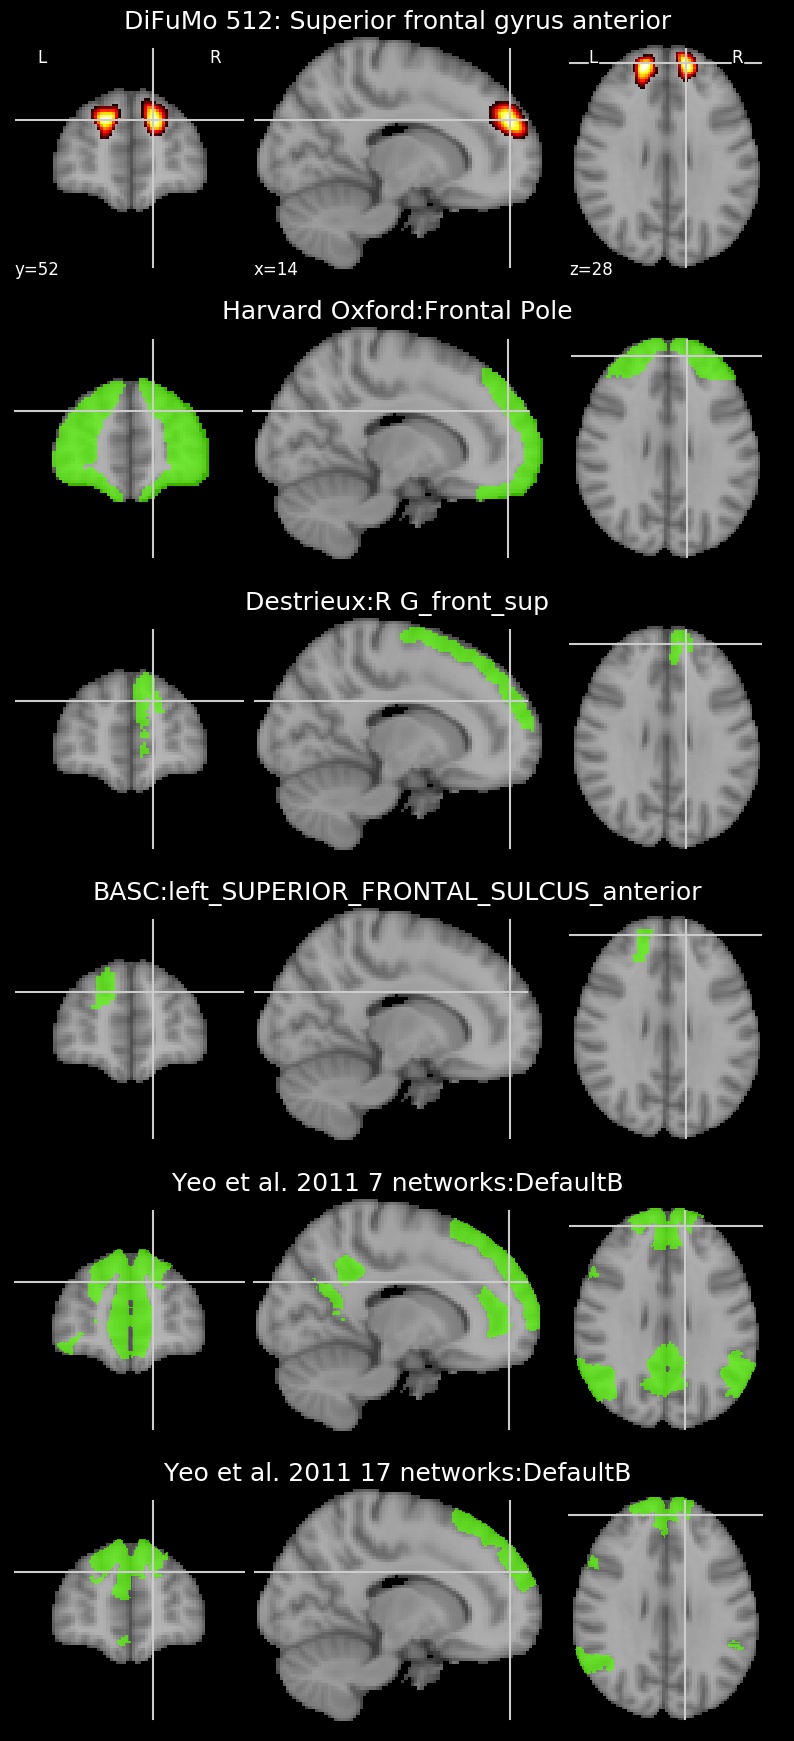 DiFuMo 512: Superior frontal gyrus anterior
L R L R
y=52 x=14 z=28
Harvard Oxford:Frontal Pole
Destrieux:R G_front_sup
BASC:left_SUPERIOR_FRONTAL_SULCUS_anterior
Yeo et al. 2011 7 networks:DefaultB
Yeo et al. 2011 17 networks:DefaultB